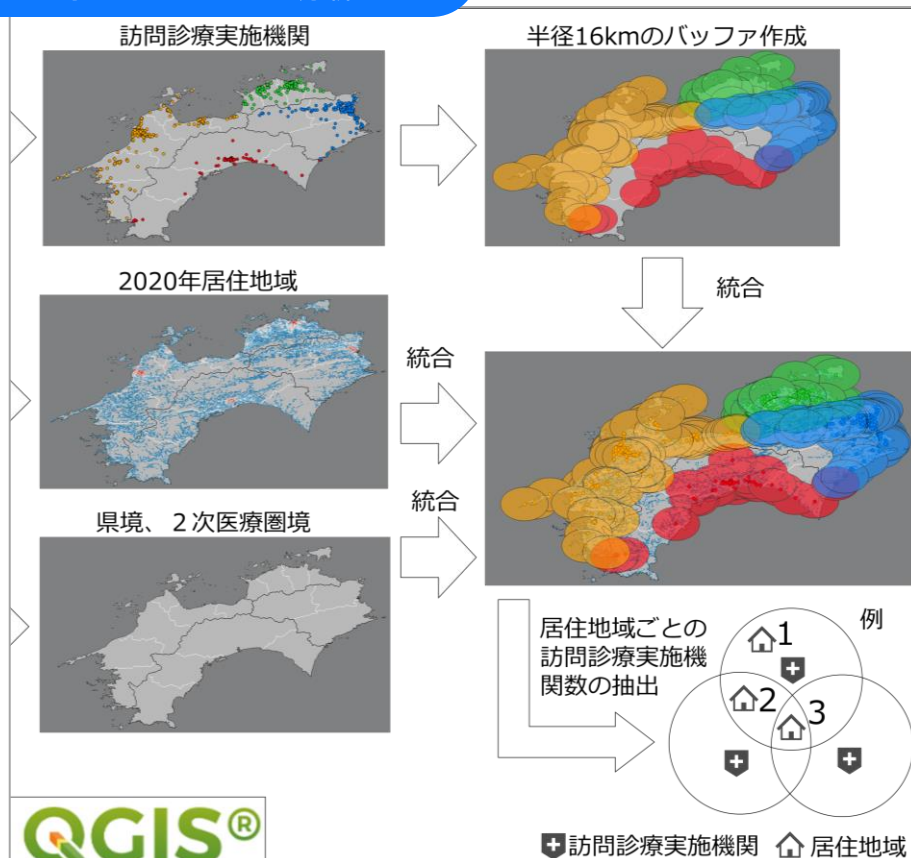 訪問診療実施機関
半径16kmのバッファ作成
2020年居住地域
統合
統合
県境、２次医療圏境
統合
居住地域ごとの
訪問診療実施機
関数の抽出
例
1
2
3
QGIS®
訪問診療実施機関
居住地域